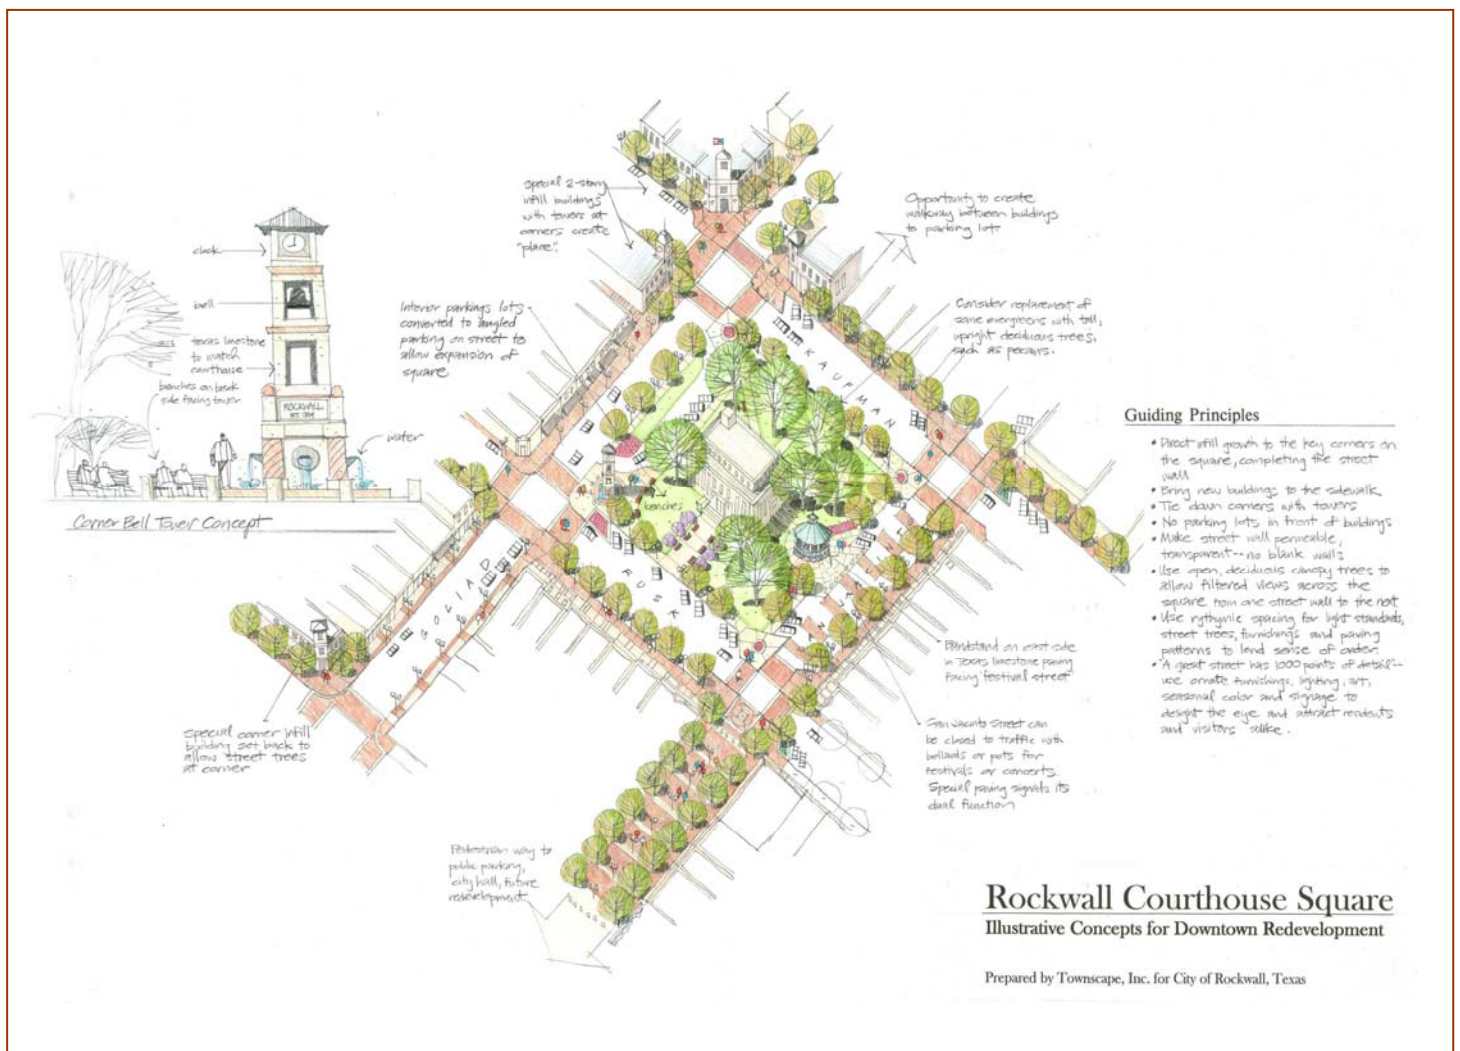 special 2-story
infill buildings
with towers at
corners create
"place".
Opportunity to create
walkway between buildings
to parking lots
clock
bell
texas limestone
to match
courthouse
benches on back
side facing tower
ROCKWALL
water
Corner Bell Tower Concept
Interior parkings lots
converted to angled
parking on street to
allow expansion of
square
Consider replacement of
some evergreens with tall,
upright deciduous trees,
such as pecans.
KAUFMAN
benches
RUSK
GOLIAD
SAN JACINTO
Guiding Principles
• Direct infill growth to the key corners on
the square, completing the street
wall
• Bring new buildings to the sidewalk
• Tie down corners with towers
• No parking lots in front of buildings
• Make street wall permeable,
transparent -- no blank walls
• Use open, deciduous canopy trees to
allow filtered views across the
square from one street wall to the next
• Use rythmic spacing for light standards,
street trees, furnishings and paving
patterns to lend sense of order.
• "A great street has 1000 points of detail" --
use ornate furnishings, lighting, art,
seasonal color and signage to
delight the eye and attract residents
and visitors alike.
Bandstand on east side
in Texas limestone paving
facing festival street
San Jacinto Street can
be closed to traffic with
bollards or pots for
festivals or concerts.
Special paving signals its
dual function
special corner infill
building set back to
allow street trees
at corner
Pedestrian way to
public parking,
city hall, future
redevelopment
Rockwall Courthouse Square
Illustrative Concepts for Downtown Redevelopment
Prepared by Townscape, Inc. for City of Rockwall, Texas